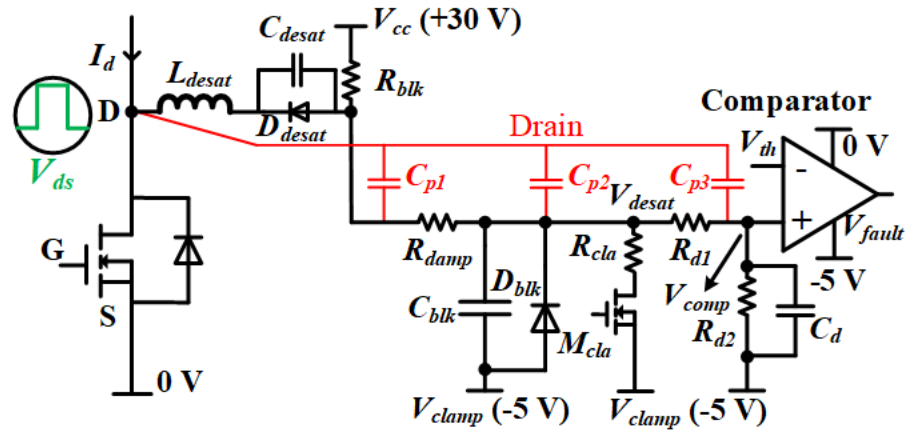 V_cc (+30 V)
C_desat
I_d
L_desat
R_blk
D
D_desat
V_ds
Comparator
Drain
V_th
0 V
-
C_p1
C_p2
C_p3
V_desat
+
V_fault
G
R_damp
R_cla
R_d1
-5 V
S
D_blk
C_blk
M_cla
V_comp
R_d2
C_d
0 V
V_clamp (-5 V)
V_clamp (-5 V)